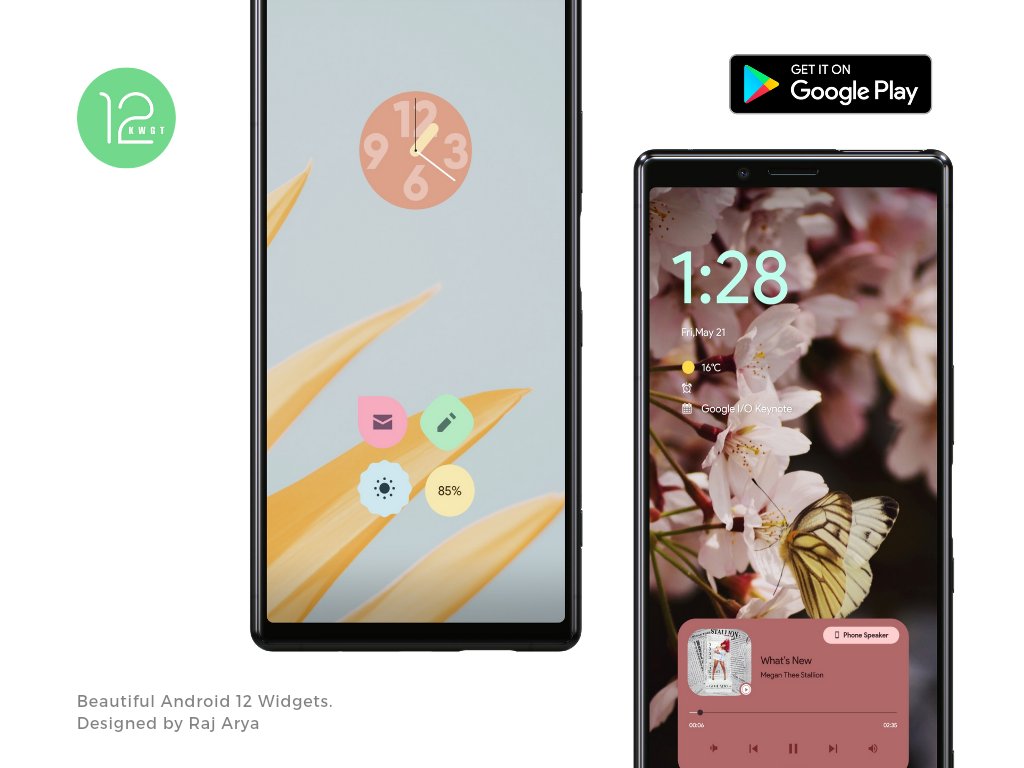 12
KWGT
GET IT ON
Google Play
12
9
3
6
85%
1:28
Fri,May 21
16°C
Google I/O Keynote
STALLION
Phone Speaker
What's New
Megan Thee Stallion
00:06
02:35
Beautiful Android 12 Widgets.
Designed by Raj Arya